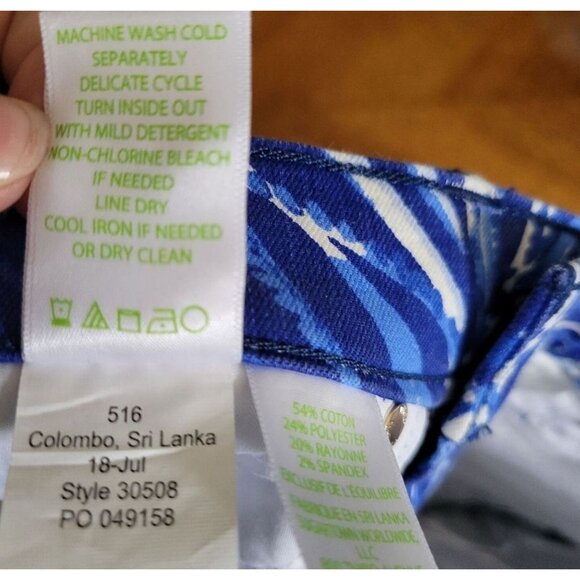 MACHINE WASH COLD
SEPARATELY
DELICATE CYCLE
TURN INSIDE OUT
WITH MILD DETERGENT
NON-CHLORINE BLEACH
IF NEEDED
LINE DRY
COOL IRON IF NEEDED
OR DRY CLEAN
516
Colombo, Sri Lanka
18-Jul
Style 30508
PO 049158
54% COTON
24% POLYESTER
20% RAYONNE
2% SPANDEX
EXCLUSIF DE L'EQUILIBRE
FABRIQUE EN SRI LANKA
WORLDWIDE,
LLC